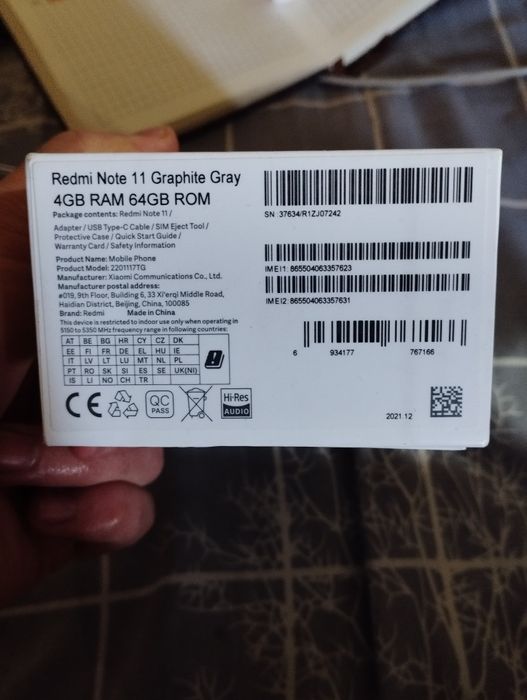 Redmi Note 11 Graphite Gray
4GB RAM 64GB ROM
Package contents: Redmi Note 11 /
Adapter / USB Type-C Cable / SIM Eject Tool /
Protective Case / Quick Start Guide /
Warranty Card / Safety Information
Product Name: Mobile Phone
Product Model: 2201117TG
Manufacturer: Xiaomi Communications Co., Ltd.
Manufacturer postal address:
#019, 9th Floor, Building 6, 33 Xi'erqi Middle Road,
Haidian District, Beijing, China, 100085
Brand: Redmi Made in China
This device is restricted to indoor use only when operating in
5150 to 5350 MHz frequency range in following countries:
AT BE BG HR CY CZ DK
EE FI FR DE EL HU IE
IT LV LT LU MT NL PL
PT RO SK SI ES SE UK(NI)
IS LI NO CH TR
CE
QC
PASS
Hi-Res
AUDIO
SN: 37634/R1ZJ07242
IMEI1: 865504063357623
IMEI2: 865504063357631
6 934177 767166
2021.12